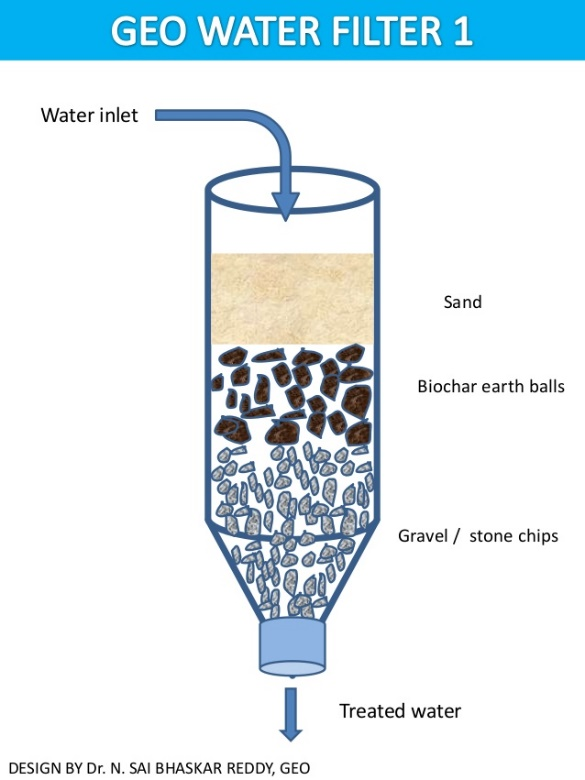 GEO WATER FILTER 1
Water inlet
Sand
Biochar earth balls
Gravel / stone chips
Treated water
DESIGN BY Dr. N. SAI BHASKAR REDDY, GEO